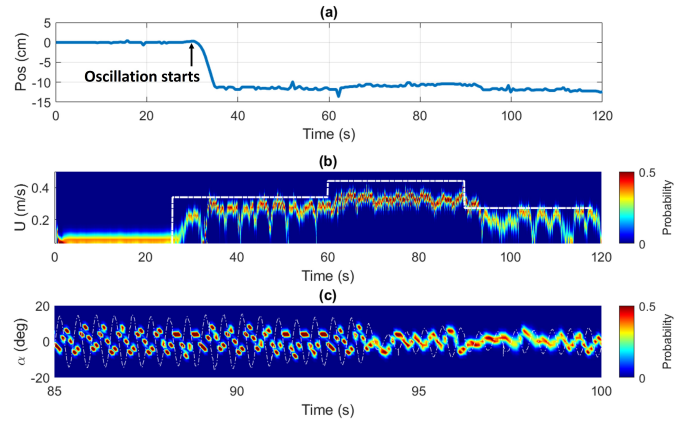 (a)
5
0
-5
-10
-15
Pos (cm)
Oscillation starts
0 20 40 60 80 100 120
Time (s)
(b)
0.4
0.2
U (m/s)
0 20 40 60 80 100 120
Time (s)
0.5
0
Probability
(c)
20
0
-20
α (deg)
85 90 95 100
Time (s)
0.5
0
Probability